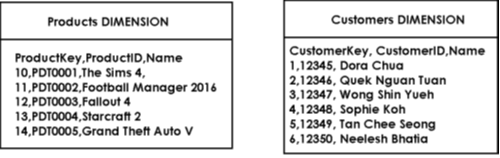 Products DIMENSION
ProductKey,ProductID,Name
10,PDT0001,The Sims 4,
11,PDT0002,Football Manager 2016
12,PDT0003,Fallout 4
13,PDT0004,Starcraft 2
14,PDT0005,Grand Theft Auto V
Customers DIMENSION
CustomerKey, CustomerID,Name
1,12345, Dora Chua
2,12346, Quek Nguan Tuan
3,12347, Wong Shin Yueh
4,12348, Sophie Koh
5,12349, Tan Chee Seong
6,12350, Neelesh Bhatia